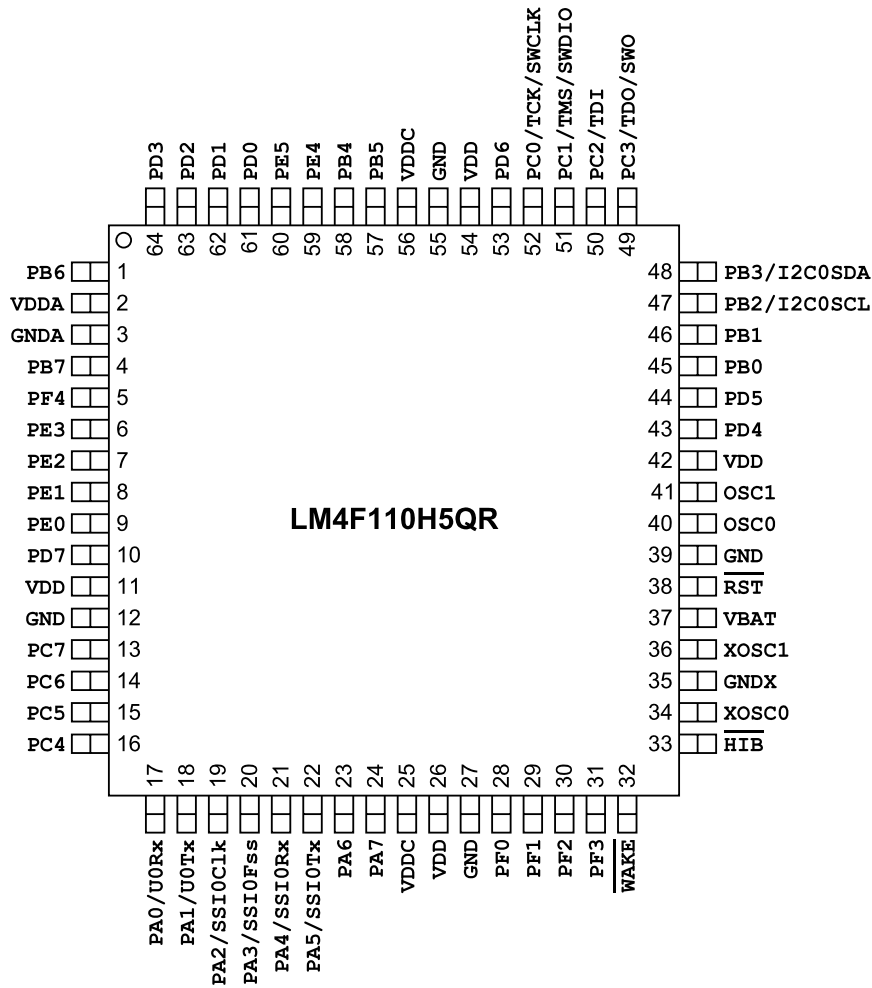 PD3
PD2
PD1
PD0
PE5
PE4
PB4
PB5
VDDC
GND
VDD
PD6
PC0/TCK/SWCLK
PC1/TMS/SWDIO
PC2/TDI
PC3/TDO/SWO
64
63
62
61
60
59
58
57
56
55
54
53
52
51
50
49
PB6 1
VDDA 2
GNDA 3
PB7 4
PF4 5
PE3 6
PE2 7
PE1 8
PE0 9
PD7 10
VDD 11
GND 12
PC7 13
PC6 14
PC5 15
PC4 16
LM4F110H5QR
48 PB3/I2C0SDA
47 PB2/I2C0SCL
46 PB1
45 PB0
44 PD5
43 PD4
42 VDD
41 OSC1
40 OSC0
39 GND
38 RST
37 VBAT
36 XOSC1
35 GNDX
34 XOSC0
33 HIB
17
18
19
20
21
22
23
24
25
26
27
28
29
30
31
32
PA0/U0Rx
PA1/U0Tx
PA2/SSI0Clk
PA3/SSI0Fss
PA4/SSI0Rx
PA5/SSI0Tx
PA6
PA7
VDDC
VDD
GND
PF0
PF1
PF2
PF3
WAKE